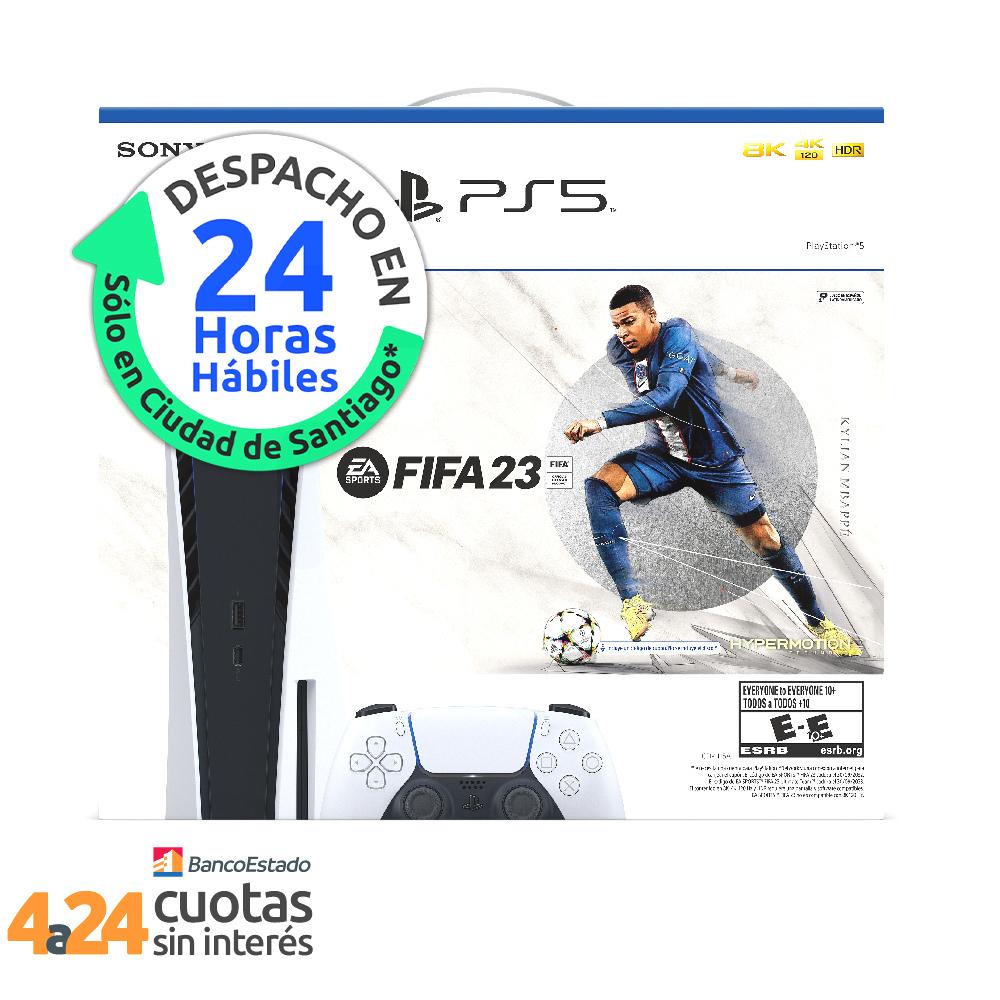 SONY
8K 4K 120 HDR
DESPACHO EN
24
Horas
Hábiles
Sólo en Ciudad de Santiago*
PS5
PlayStation®5
EA SPORTS FIFA 23 FIFA
KYLIAN MBAPPÉ
HYPERMOTION
EVERYONE to EVERYONE 10+
TODOS a TODOS +10
E-E 10+
ESRB esrb.org
BancoEstado
4a24 cuotas
sin interés